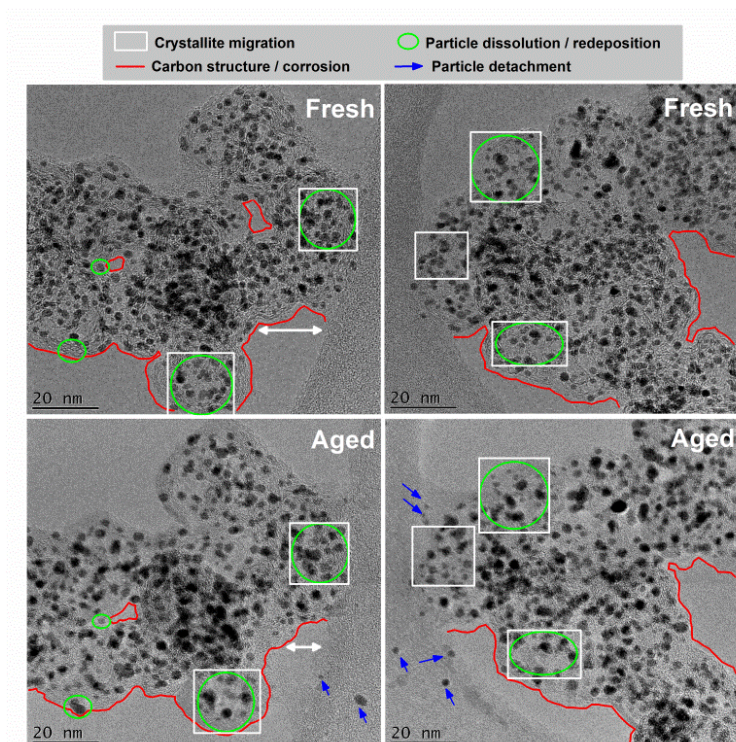 Crystallite migration
Particle dissolution / redeposition
Carbon structure / corrosion
Particle detachment
Fresh
Fresh
20 nm
20 nm
Aged
Aged
20 nm
20 nm